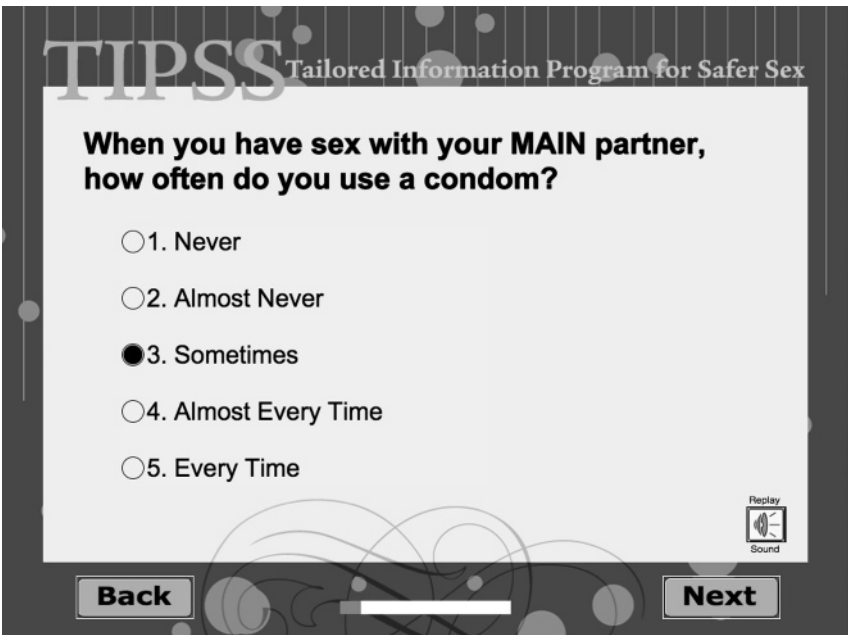 TIPSS Tailored Information Program for Safer Sex
When you have sex with your MAIN partner,
how often do you use a condom?
1. Never
2. Almost Never
3. Sometimes
4. Almost Every Time
5. Every Time
Replay
Sound
Back
Next